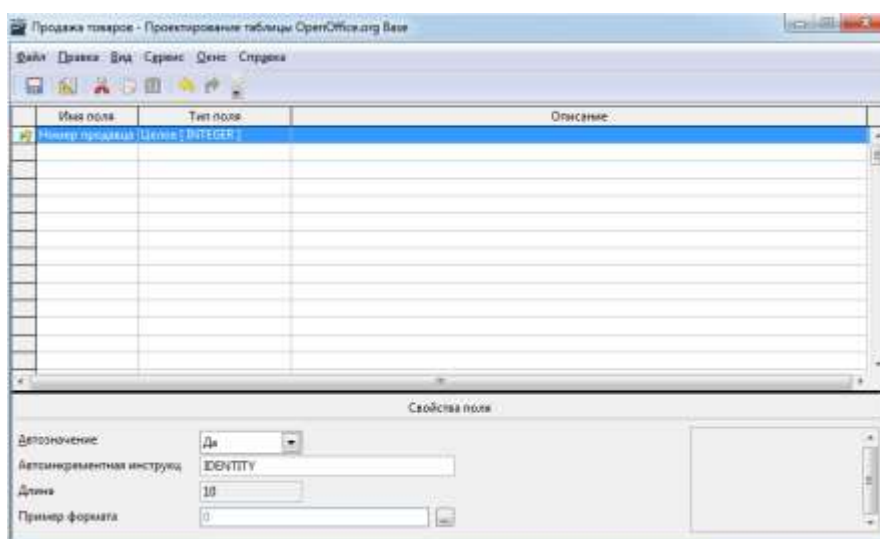 Продажа товаров - Проектирование таблицы OpenOffice.org Base
Файл Правка Вид Сервис Окно Справка
Имя поля Тип поля Описание
Номер продавца Целое [ INTEGER ]
Свойства поля
Автозначение Да
Автоинкрементная инструкц IDENTITY
Длина 10
Пример формата 0
...